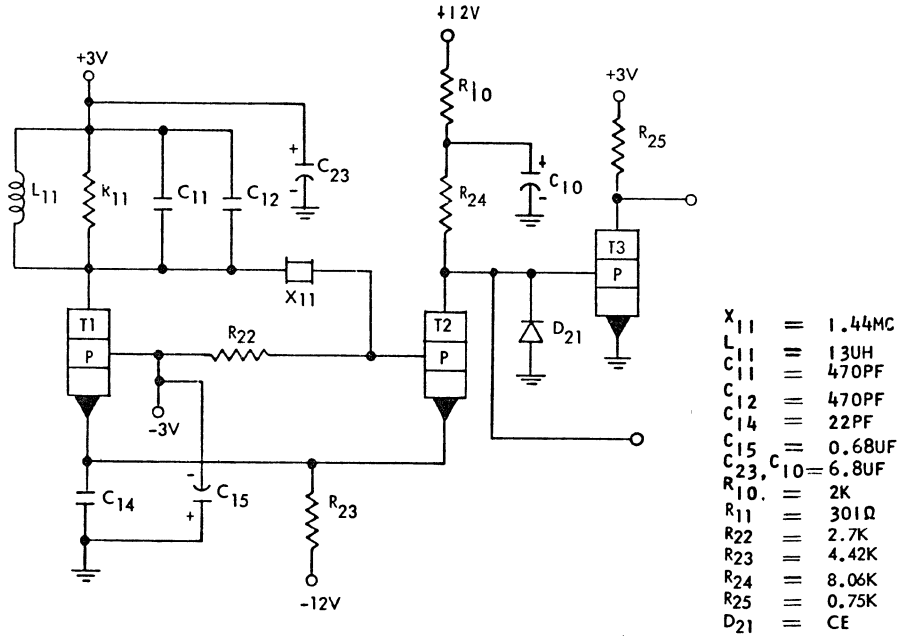 +12V
+3V
+3V
R10
R25
+
C23
-
+
C10
-
L11
R11
C11
C12
R24
T3
P
X11
T1
P
R22
T2
P
D21
-3V
C14
-
C15
+
R23
-12V
X11 = 1.44MC
L11 = 13UH
C11 = 470PF
C12 = 470PF
C14 = 22PF
C15 = 0.68UF
C23, C10 = 6.8UF
R10. = 2K
R11 = 301Ω
R22 = 2.7K
R23 = 4.42K
R24 = 8.06K
R25 = 0.75K
D21 = CE